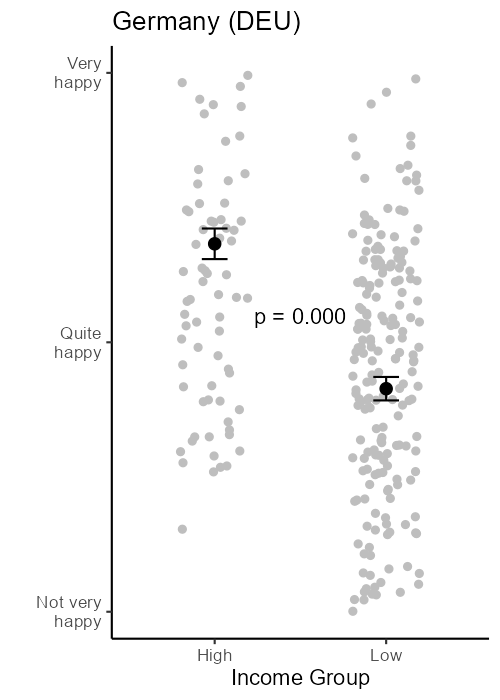 Germany (DEU)
Very
happy
p = 0.000
Quite
happy
Not very
happy
High
Low
Income Group